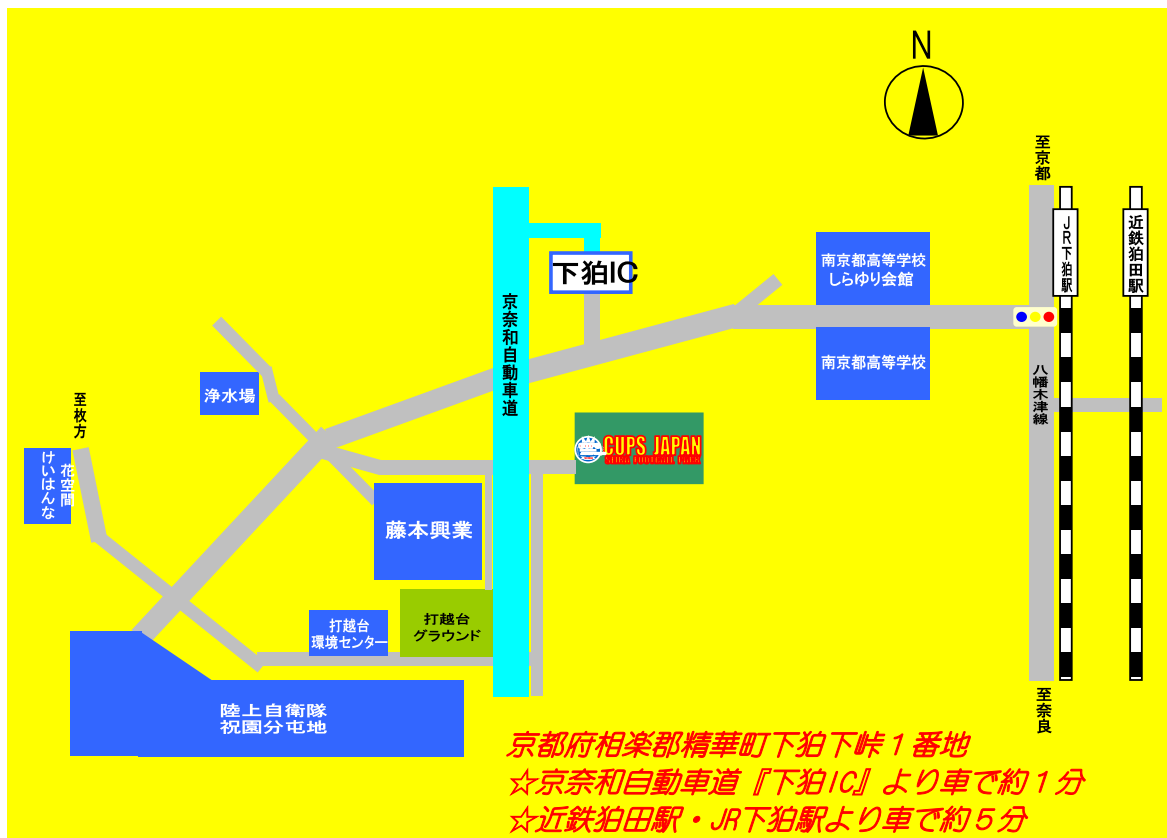 N
至京都
JR下狛駅
近鉄狛田駅
南京都高等学校
しらゆり会館
下狛IC
京奈和自動車道
南京都高等学校
八幡木津線
浄水場
至枚方
CUPS JAPAN
SEIKA FOOTBALL PARK
花空間
けいはんな
藤本興業
打越台
グラウンド
打越台
環境センター
至奈良
陸上自衛隊
祝園分屯地
京都府相楽郡精華町下狛下峠１番地
☆京奈和自動車道『下狛IC』より車で約１分
☆近鉄狛田駅・JR下狛駅より車で約５分